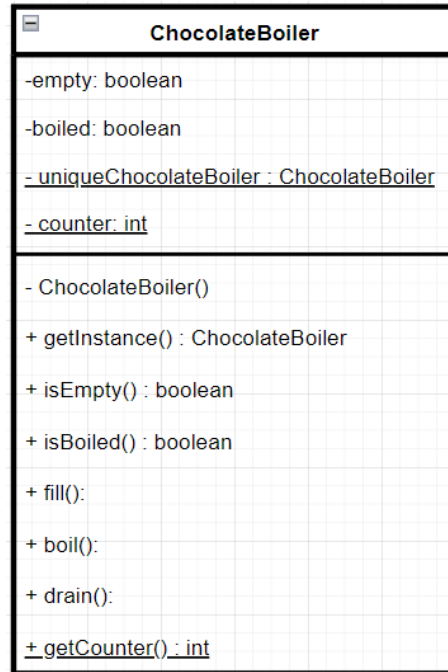 ChocolateBoiler
-empty: boolean
-boiled: boolean
- uniqueChocolateBoiler : ChocolateBoiler
- counter: int
- ChocolateBoiler()
+ getInstance() : ChocolateBoiler
+ isEmpty() : boolean
+ isBoiled() : boolean
+ fill():
+ boil():
+ drain():
+ getCounter() : int